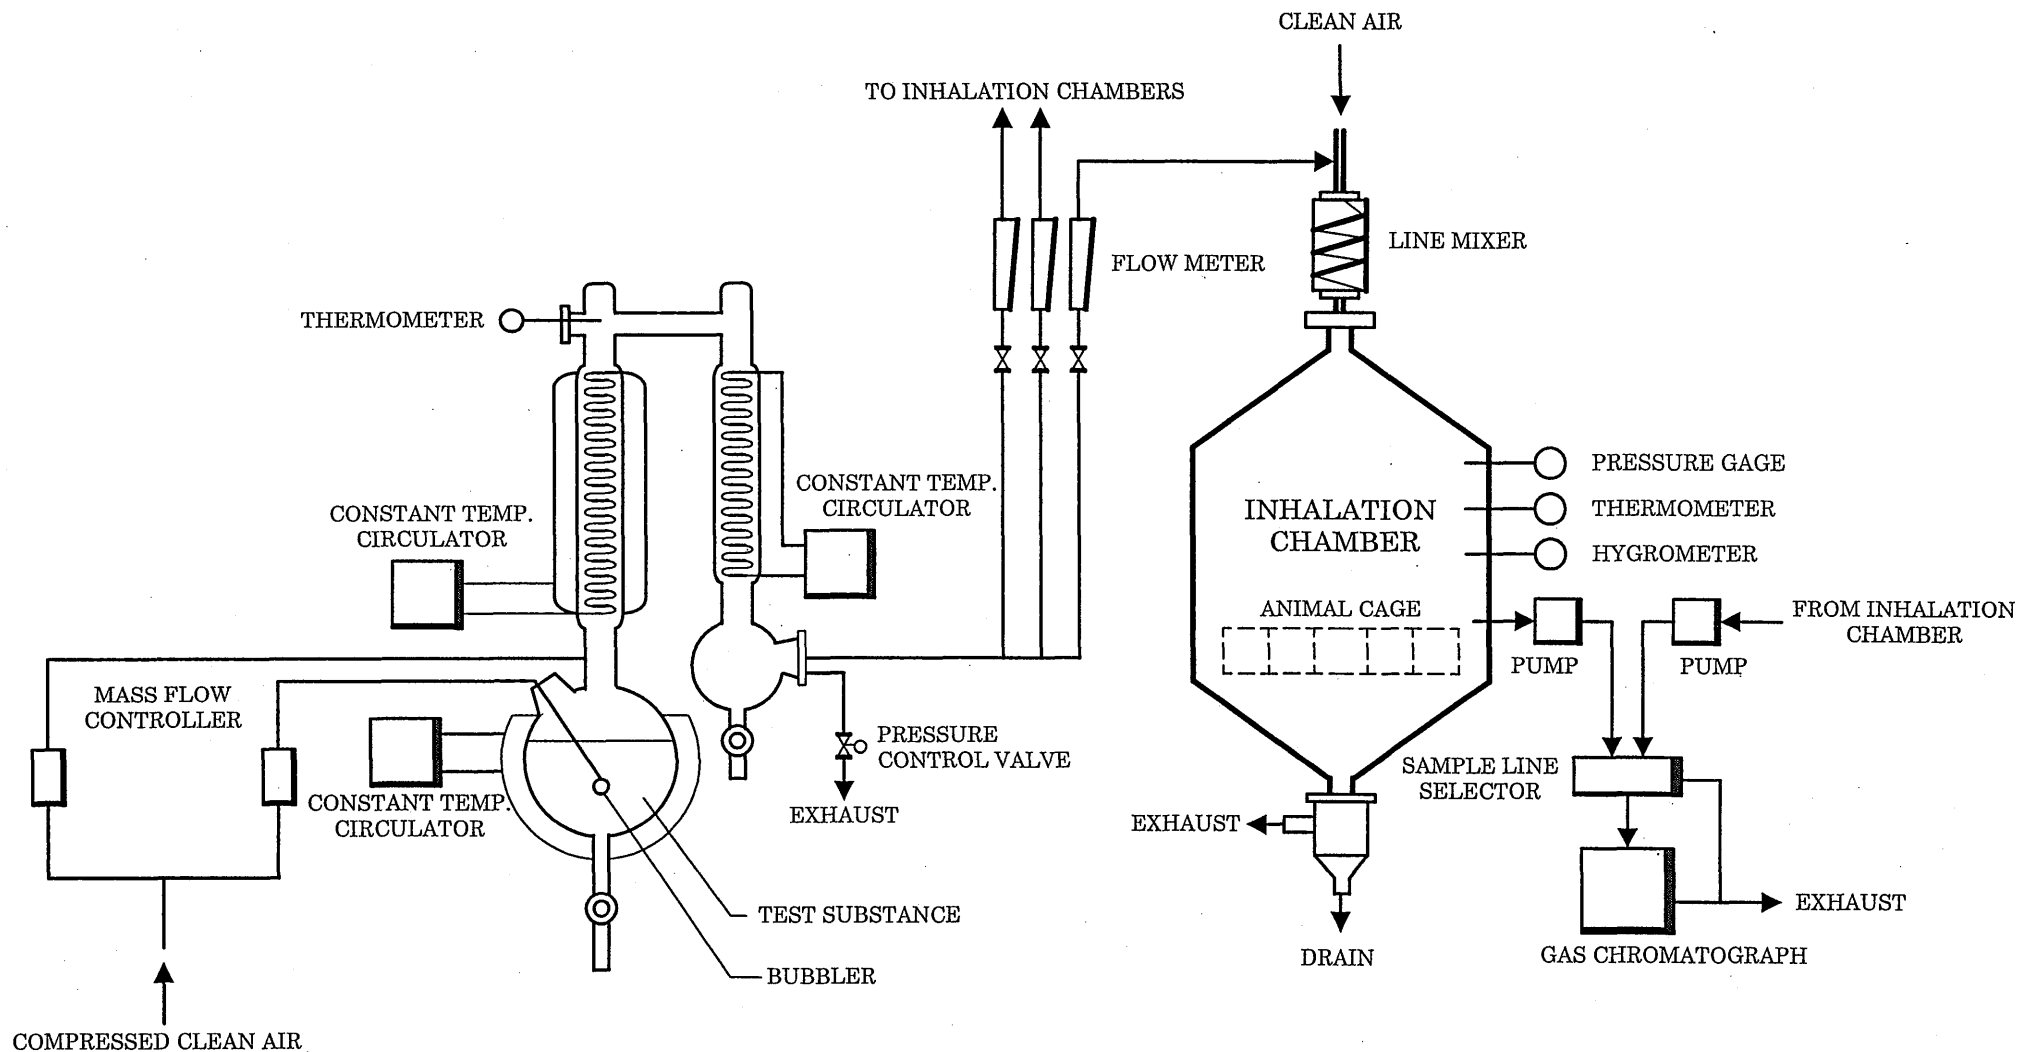 CLEAN AIR
TO INHALATION CHAMBERS
LINE MIXER
FLOW METER
THERMOMETER
PRESSURE GAGE
CONSTANT TEMP.
CIRCULATOR
THERMOMETER
CONSTANT TEMP.
CIRCULATOR
INHALATION
CHAMBER
HYGROMETER
ANIMAL CAGE
FROM INHALATION
CHAMBER
PUMP
PUMP
MASS FLOW
CONTROLLER
PRESSURE
CONTROL VALVE
SAMPLE LINE
SELECTOR
CONSTANT TEMP.
CIRCULATOR
EXHAUST
EXHAUST
EXHAUST
TEST SUBSTANCE
DRAIN
GAS CHROMATOGRAPH
BUBBLER
COMPRESSED CLEAN AIR